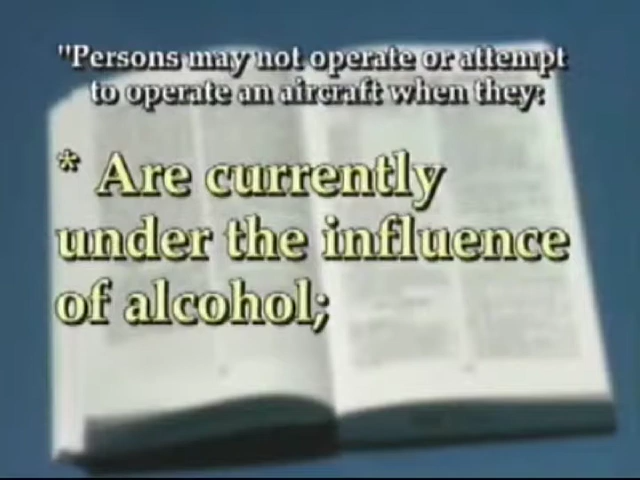 "Persons may not operate or attempt
to operate an aircraft when they:
* Are currently
under the influence
of alcohol;